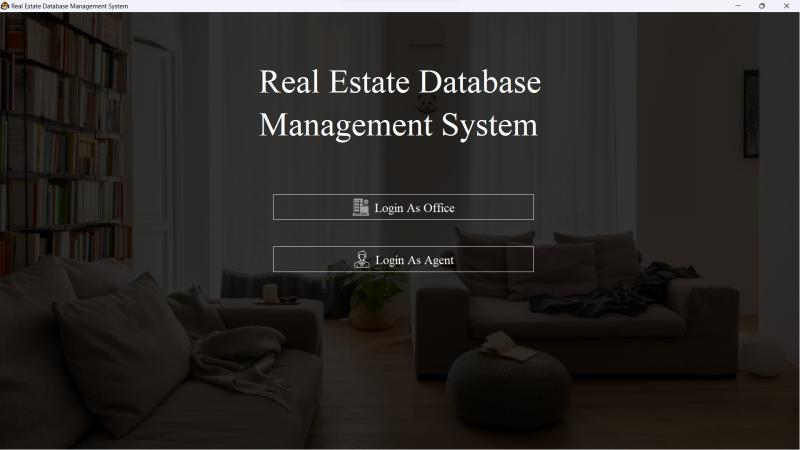 Real Estate Database Management System
Real Estate Database
Management System
Login As Office
Login As Agent